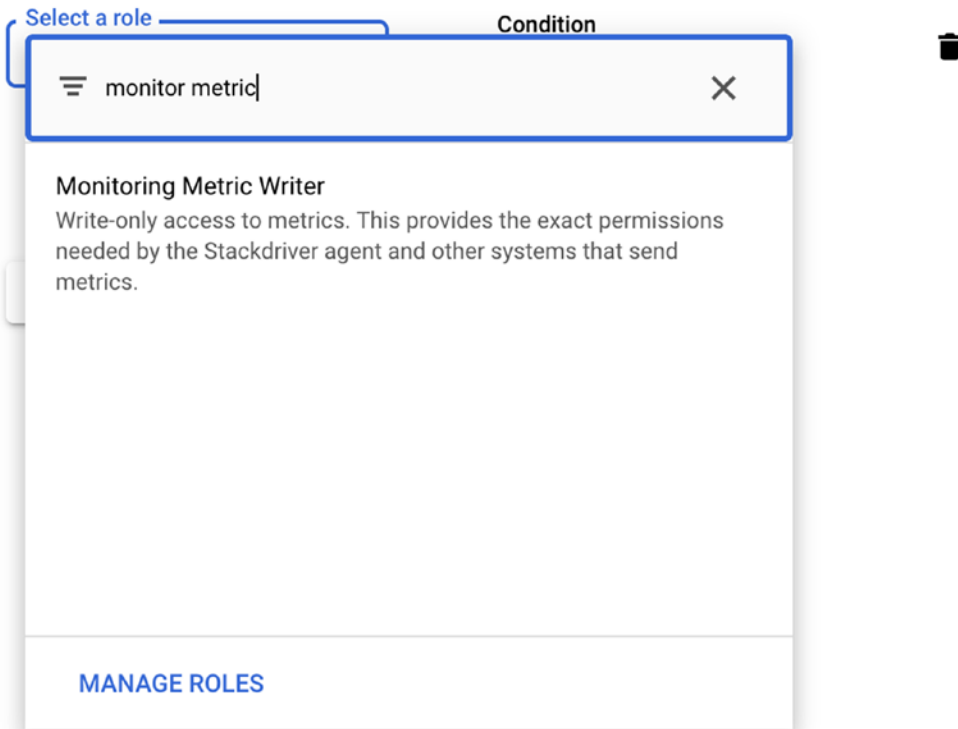 Select a role
Condition
monitor metric
Monitoring Metric Writer
Write-only access to metrics. This provides the exact permissions
needed by the Stackdriver agent and other systems that send
metrics.
MANAGE ROLES